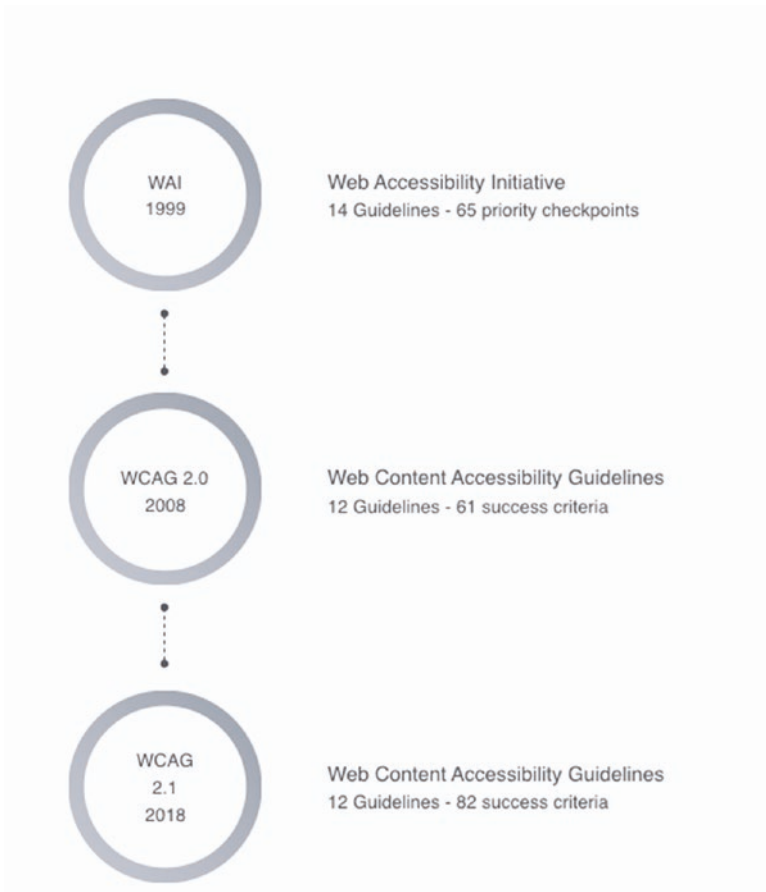 WAI
1999
Web Accessibility Initiative
14 Guidelines - 65 priority checkpoints
WCAG 2.0
2008
Web Content Accessibility Guidelines
12 Guidelines - 61 success criteria
WCAG
2.1
2018
Web Content Accessibility Guidelines
12 Guidelines - 82 success criteria